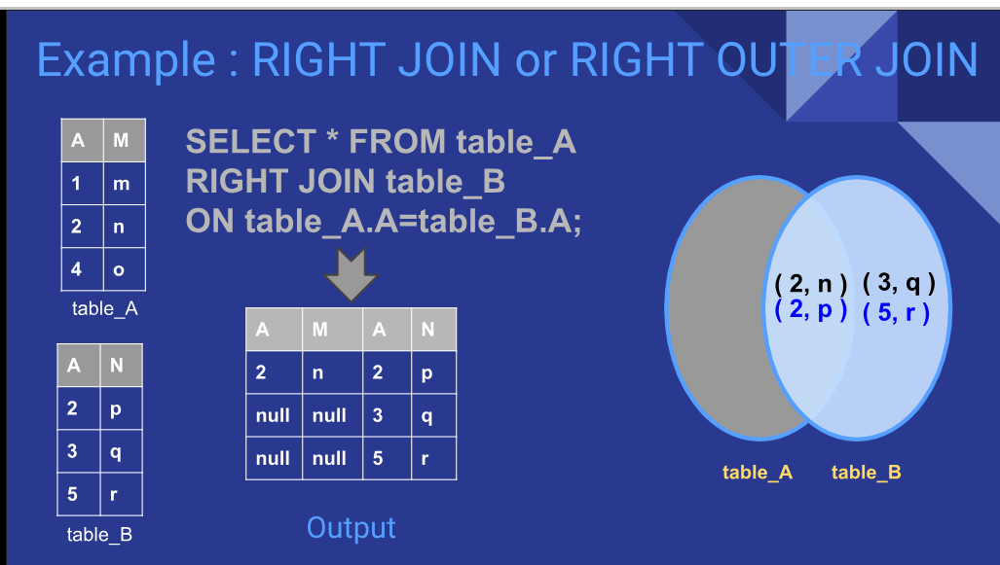 Example : RIGHT JOIN or RIGHT OUTER JOIN
A M
1 m
2 n
4 o
table_A
A N
2 p
3 q
5 r
table_B
SELECT * FROM table_A
RIGHT JOIN table_B
ON table_A.A=table_B.A;
A M A N
2 n 2 p
null null 3 q
null null 5 r
Output
( 2, n ) ( 3, q )
( 2, p ) ( 5, r )
table_A table_B